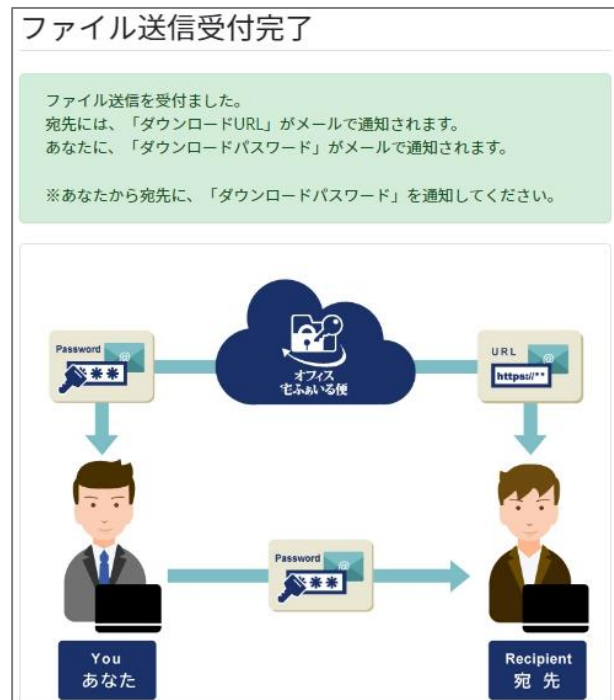 ファイル送信受付完了
ファイル送信を受付ました。
宛先には、「ダウンロードURL」がメールで通知されます。
あなたに、「ダウンロードパスワード」がメールで通知されます。
※あなたから宛先に、「ダウンロードパスワード」を通知してください。
Password
@
***
オフィス
宅ふぁいる便
URL
@
https://**
Password
@
***
You
あなた
Recipient
宛先